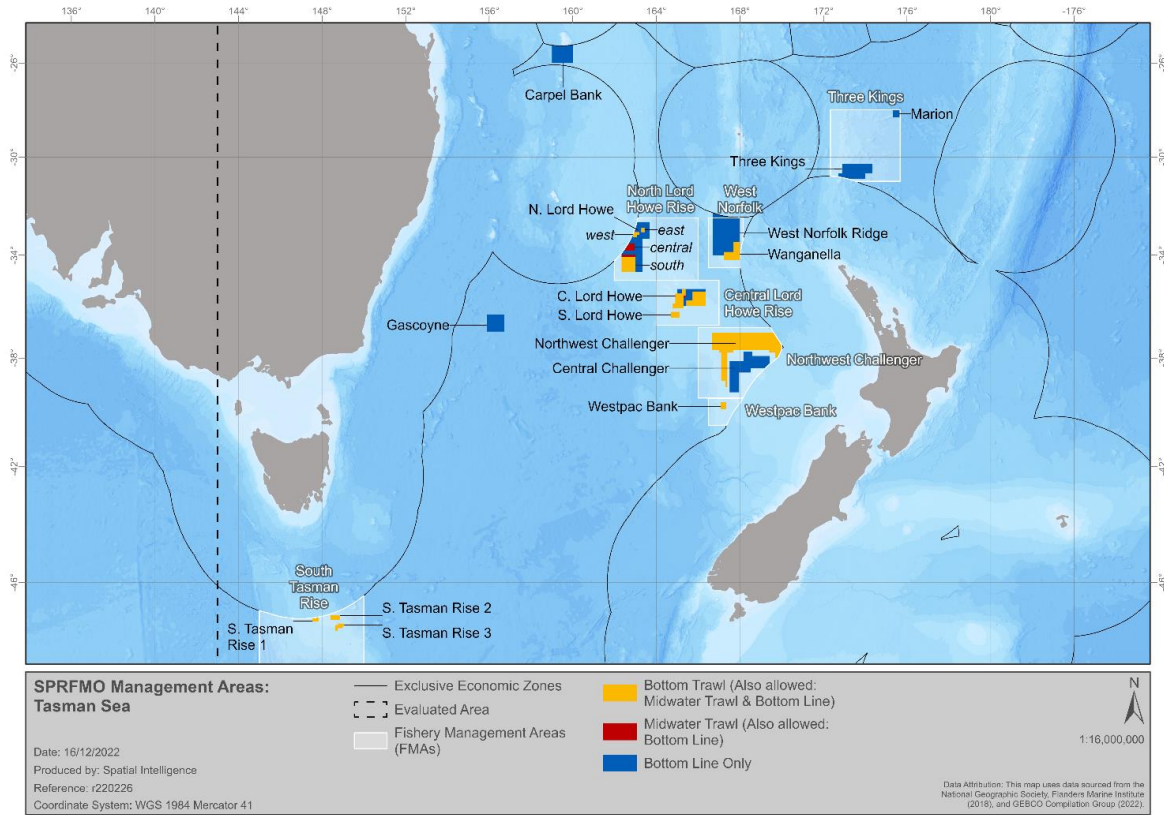 136°
140°
144°
148°
152°
156°
160°
164°
168°
172°
176°
-180°
-176°
-26°
-26°
Carpel Bank
Three Kings
Marion
-30°
Three Kings
-30°
North Lord
Howe Rise
West
Norfolk
N. Lord Howe
west
east
central
south
West Norfolk Ridge
Wanganella
-34°
-34°
C. Lord Howe
S. Lord Howe
Central Lord
Howe Rise
Gascoyne
Northwest Challenger
Northwest Challenger
Central Challenger
-38°
-38°
Westpac Bank
Westpac Bank
-42°
-42°
-46°
-46°
South
Tasman
Rise
S. Tasman
Rise 1
S. Tasman Rise 2
S. Tasman Rise 3
SPRFMO Management Areas:
Tasman Sea
Date: 16/12/2022
Produced by: Spatial Intelligence
Reference: r220226
Coordinate System: WGS 1984 Mercator 41
Exclusive Economic Zones
Evaluated Area
Fishery Management Areas
(FMAs)
Bottom Trawl (Also allowed:
Midwater Trawl & Bottom Line)
Midwater Trawl (Also allowed:
Bottom Line)
Bottom Line Only
N
1:16,000,000
Data Attribution: This map uses data sourced from the
National Geographic Society, Flanders Marine Institute
(2018), and GEBCO Compilation Group (2022).